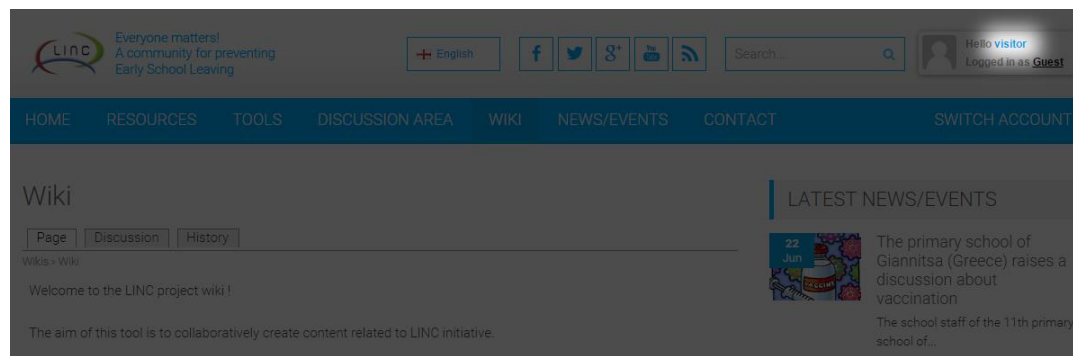 LINC
Everyone matters!
A community for preventing
Early School Leaving
English
f
8+
You
Tube
Search...
Hello visitor
Logged in as Guest
HOME RESOURCES TOOLS DISCUSSION AREA WIKI NEWS/EVENTS CONTACT SWITCH ACCOUNT
Wiki
Page Discussion History
Wikis > Wiki
Welcome to the LINC project wiki !
The aim of this tool is to collaboratively create content related to LINC initiative.
LATEST NEWS/EVENTS
22
Jun
VACCINE
The primary school of
Giannitsa (Greece) raises a
discussion about
vaccination
The school staff of the 11th primary
school of...